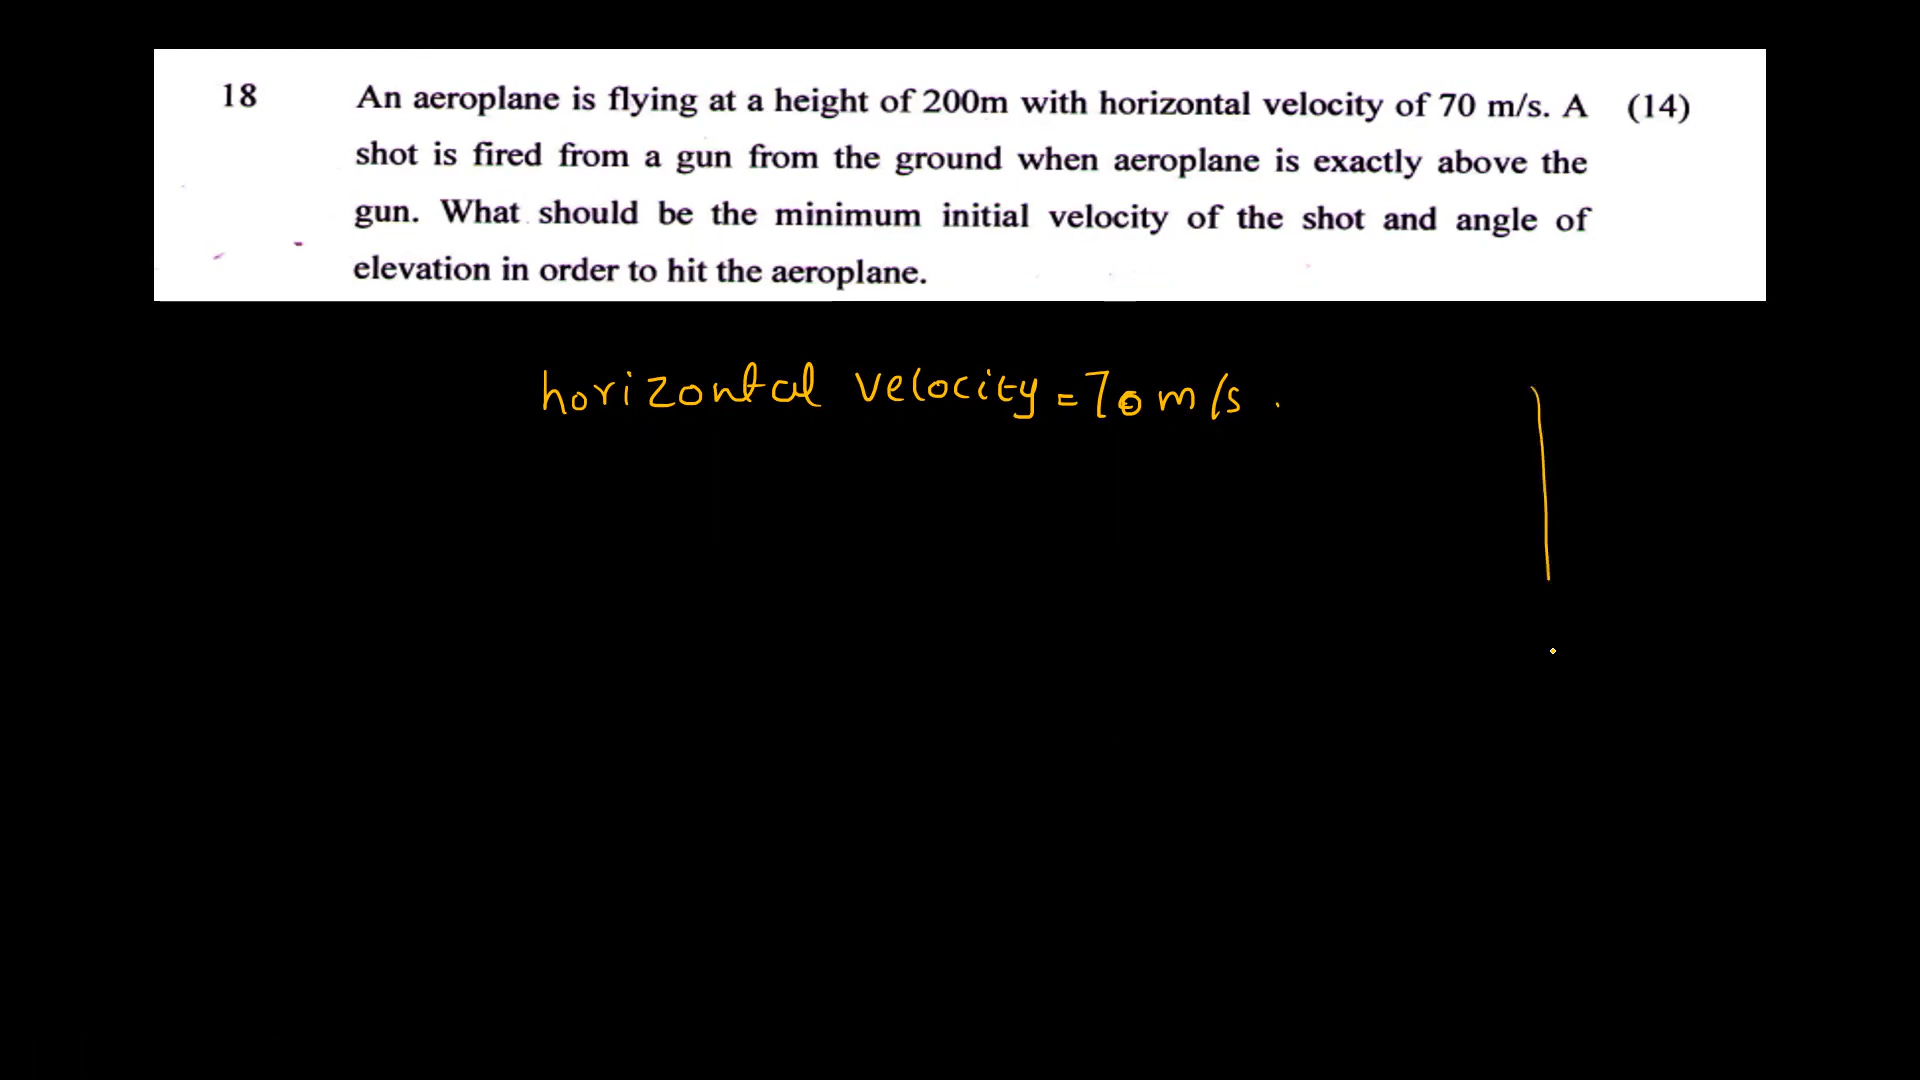 18 An aeroplane is flying at a height of 200m with horizontal velocity of 70 m/s. A (14)
shot is fired from a gun from the ground when aeroplane is exactly above the
gun. What should be the minimum initial velocity of the shot and angle of
elevation in order to hit the aeroplane.
horizontal velocity = 70 m/s .